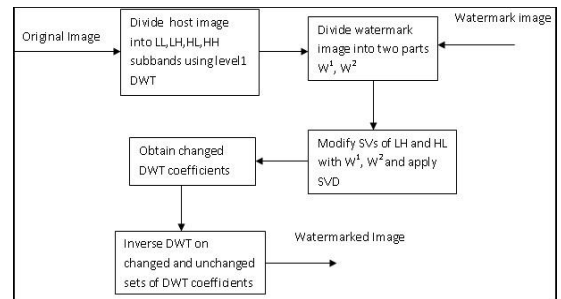 Original Image
Divide host image
into LL,LH,HL,HH
subbands using level1
DWT
Watermark image
Divide watermark
image into two parts
W¹, W²
Modify SVs of LH and HL
with W¹, W² and apply
SVD
Obtain changed
DWT coefficients
Inverse DWT on
changed and unchanged
sets of DWT coefficients
Watermarked Image